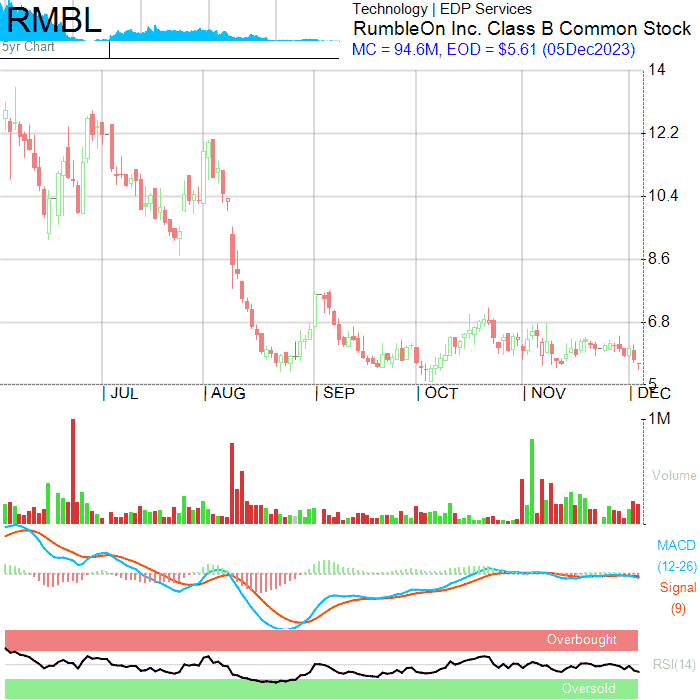 RMBL
5yr Chart
Technology | EDP Services
RumbleOn Inc. Class B Common Stock
MC = 94.6M, EOD = $5.61 (05Dec2023)
14
12.2
10.4
8.6
6.8
5
| JUL | AUG | SEP | OCT | NOV | DEC
1M
Volume
MACD
(12-26)
Signal
(9)
Overbought
RSI(14)
Oversold